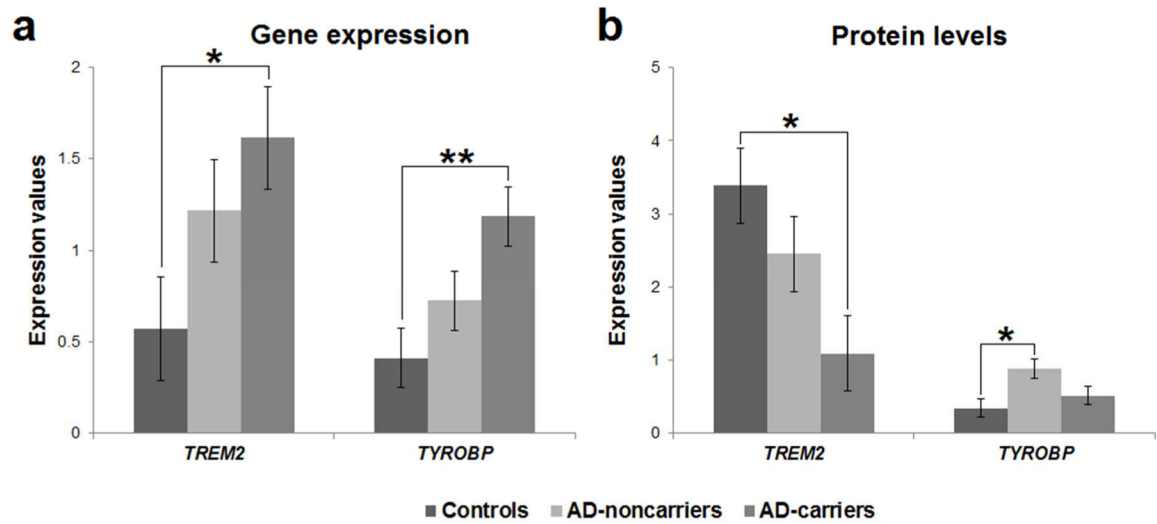 a
Gene expression
Expression values
2
1.5
1
0.5
0
*
**
TREM2
TYROBP
b
Protein levels
Expression values
5
4
3
2
1
0
*
*
TREM2
TYROBP
Controls AD-noncarriers AD-carriers